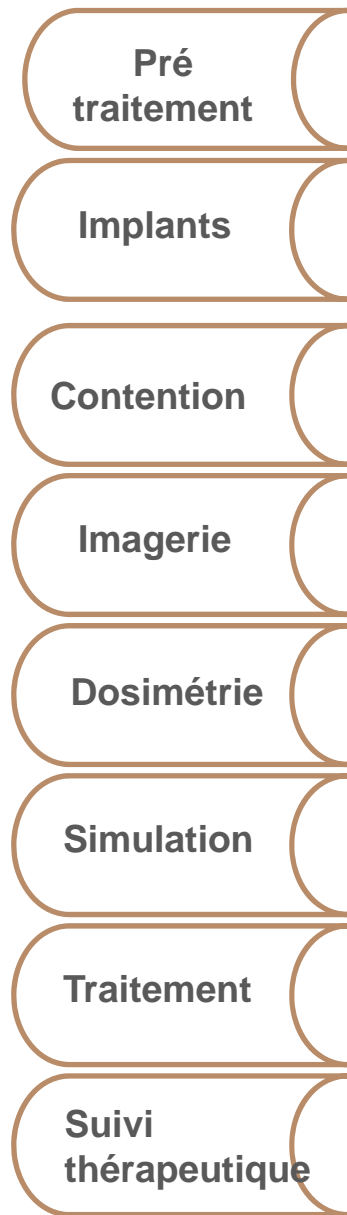 Pré
traitement
Implants
Contention
Imagerie
Dosimétrie
Simulation
Traitement
Suivi
thérapeutique